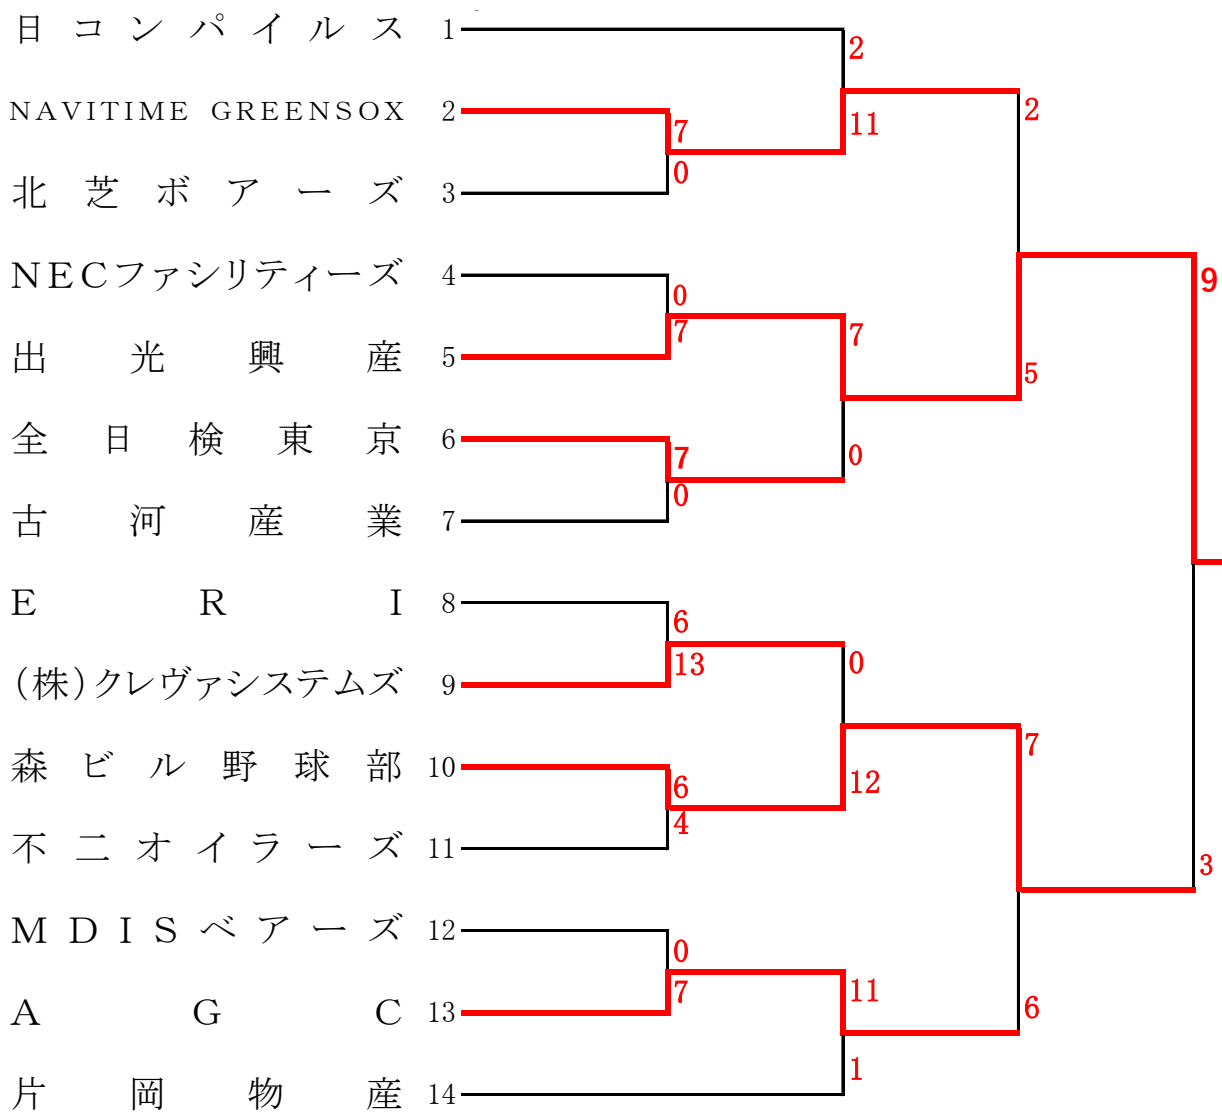 日コンパイルス 1
2
NAVITIME GREENSOX 2
7
11
2
0
北芝ボアーズ 3
NECファシリティーズ 4
0
9
7
7
出光興産 5
5
全日検東京 6
7
0
0
古河産業 7
ERI 8
6
13
0
(株)クレヴァシステムズ 9
7
森ビル野球部 10
6
12
4
不二オイラーズ 11
3
MDISベアーズ 12
0
7
11
AGC 13
6
1
片岡物産 14